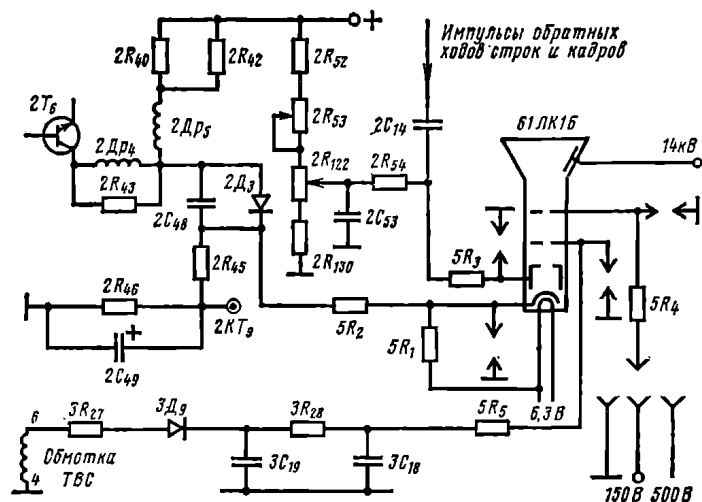 +
Импульсы обратных
ходов строк и кадров
2R40
2R42
2R52
2T6
2Др5
2R53
2C14
61ЛК1Б
14кВ
2Др4
2R122
2R54
2R43
2Д3
2C48
2C53
2R45
2R130
5R3
5R4
2R46
2КТ9
5R2
+
2C49
5R1
6,3В
3R27
3Д9
3R28
5R5
6
4
Обмотка
ТВС
3C19
3C18
150В 500В